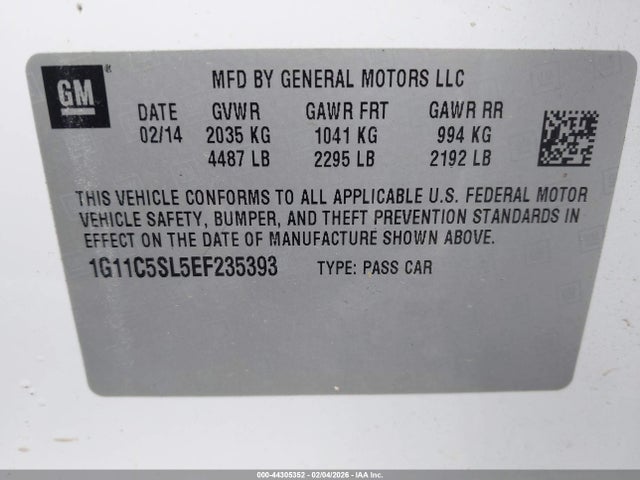 GM
MFD BY GENERAL MOTORS LLC
DATE GVWR GAWR FRT GAWR RR
02/14 2035 KG 1041 KG 994 KG
4487 LB 2295 LB 2192 LB
THIS VEHICLE CONFORMS TO ALL APPLICABLE U.S. FEDERAL MOTOR
VEHICLE SAFETY, BUMPER, AND THEFT PREVENTION STANDARDS IN
EFFECT ON THE DATE OF MANUFACTURE SHOWN ABOVE.
1G11C5SL5EF235393 TYPE: PASS CAR
000-44305352 - 02/04/2026 - IAAI.COM